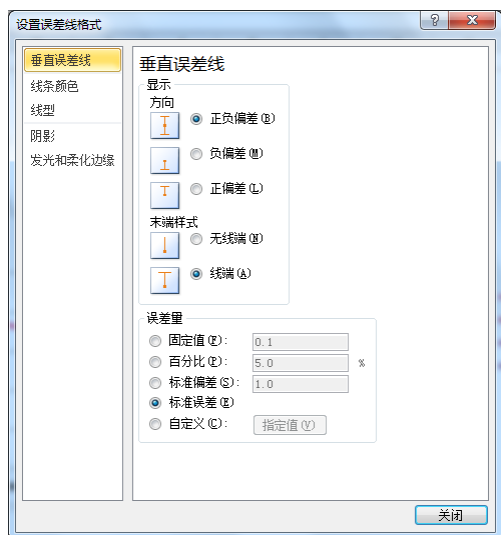 设置误差线格式
垂直误差线
线条颜色
线型
阴影
发光和柔化边缘
垂直误差线
显示
方向
正负偏差(B)
负偏差(M)
正偏差(L)
末端样式
无线端(N)
线端(A)
误差量
固定值(F): 0.1
百分比(P): 5.0 %
标准偏差(S): 1.0
标准误差(E)
自定义(C): 指定值(V)
关闭